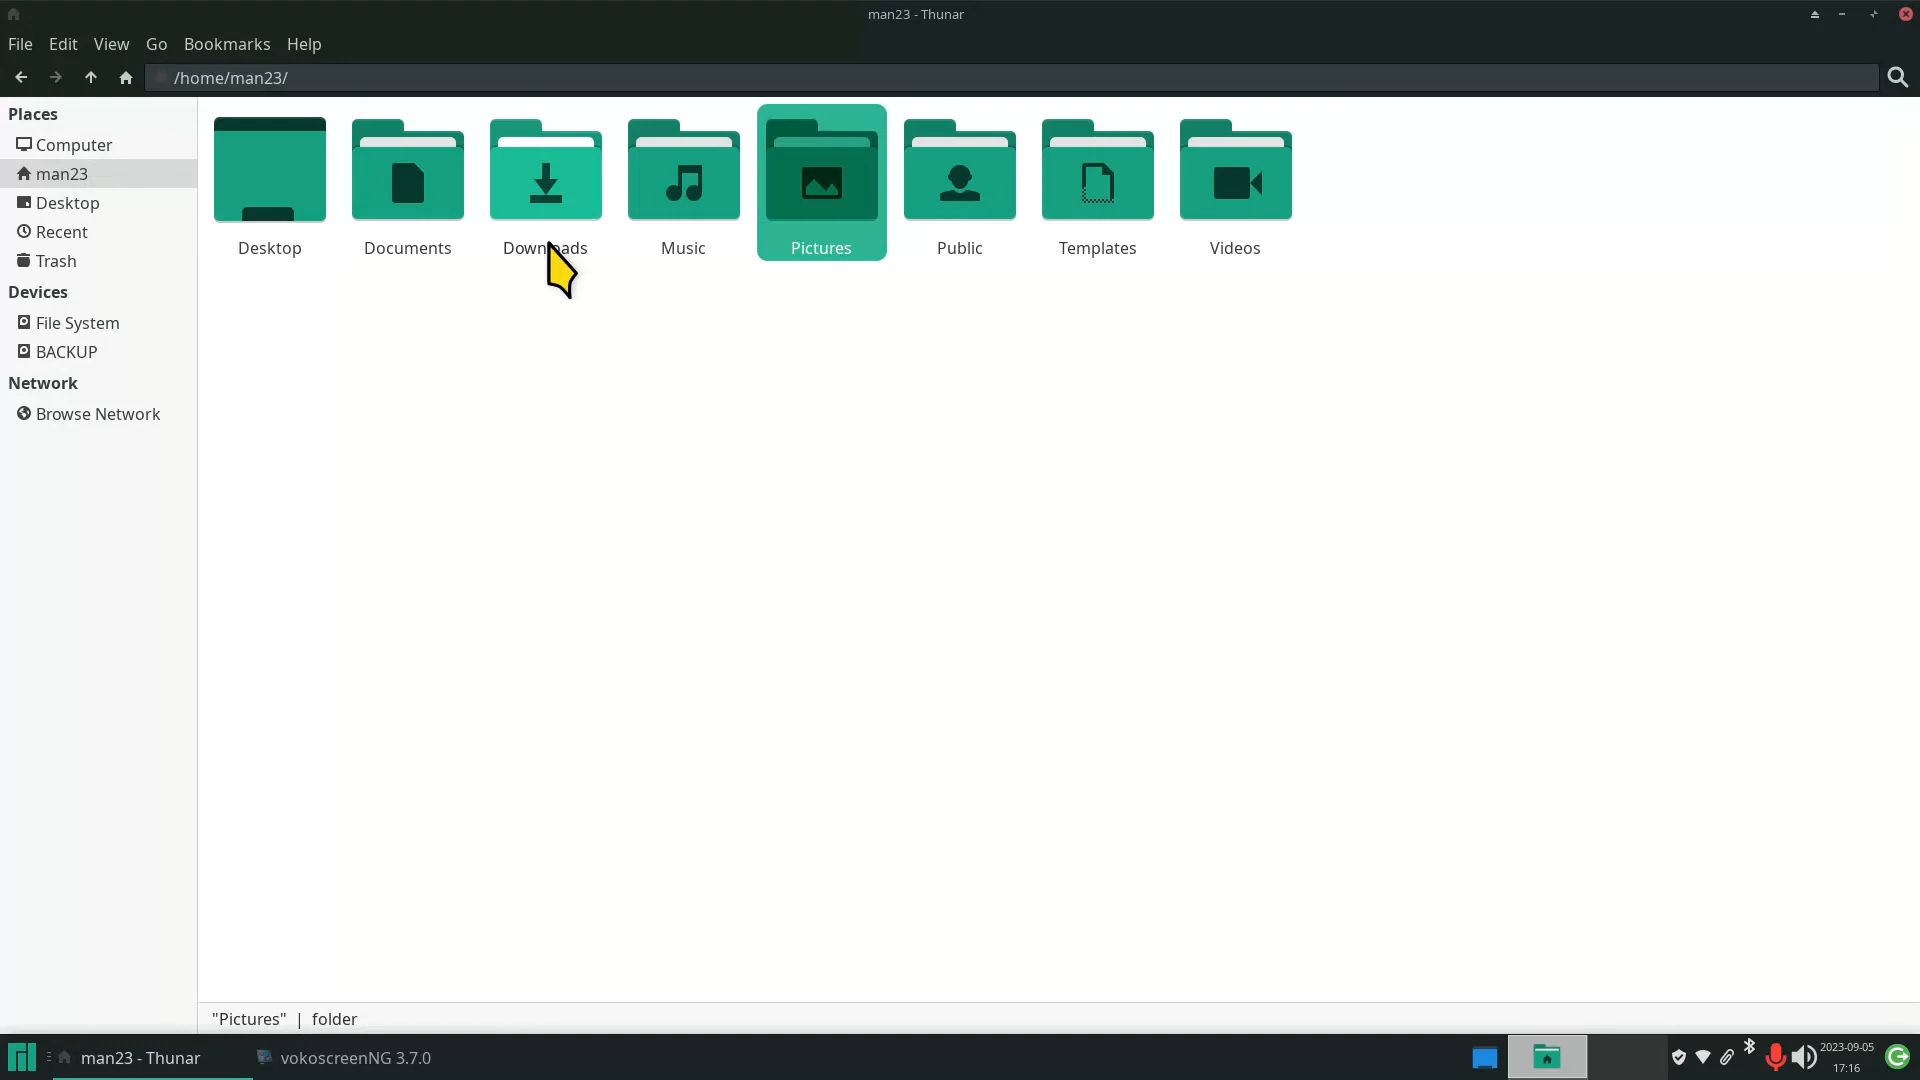 man23 - Thunar
File Edit View Go Bookmarks Help
/home/man23/
Places
Computer
man23
Desktop
Recent
Trash
Devices
File System
BACKUP
Network
Browse Network
Desktop Documents Downloads Music Pictures Public Templates Videos
"Pictures" | folder
man23 - Thunar vokoscreenNG 3.7.0
2023-09-05
17:16